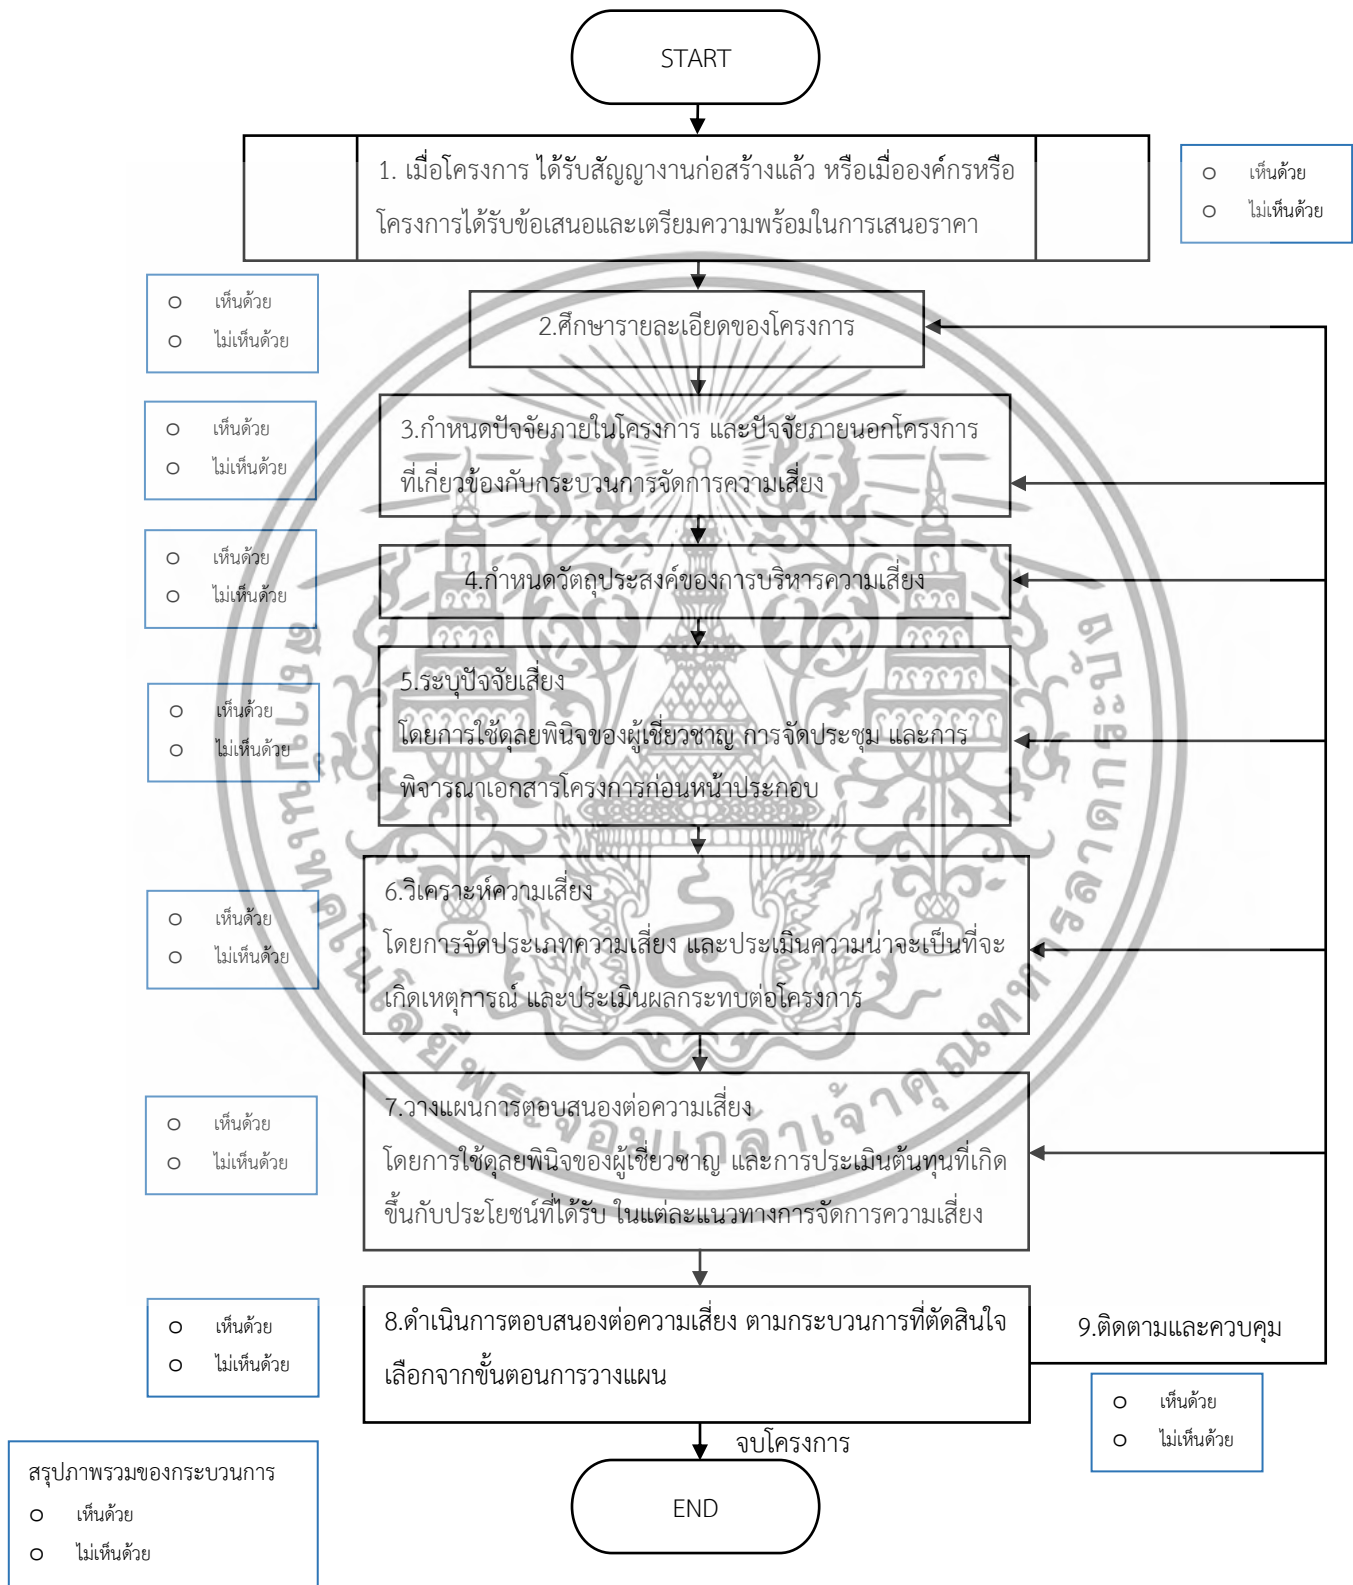 START
1. เมื่อโครงการ ได้รับสัญญางานก่อสร้างแล้ว หรือเมื่อองค์กรหรือ
โครงการได้รับข้อเสนอและเตรียมความพร้อมในการเสนอราคา
เห็นด้วย
ไม่เห็นด้วย
เห็นด้วย
ไม่เห็นด้วย
2.ศึกษารายละเอียดของโครงการ
เห็นด้วย
ไม่เห็นด้วย
3.กำหนดปัจจัยภายในโครงการ และปัจจัยภายนอกโครงการ
ที่เกี่ยวข้องกับกระบวนการจัดการความเสี่ยง
เห็นด้วย
ไม่เห็นด้วย
4.กำหนดวัตถุประสงค์ของการบริหารความเสี่ยง
เห็นด้วย
ไม่เห็นด้วย
5.ระบุปัจจัยเสี่ยง
โดยการใช้ดุลยพินิจของผู้เชี่ยวชาญ การจัดประชุม และการ
พิจารณาเอกสารโครงการก่อนหน้าประกอบ
เห็นด้วย
ไม่เห็นด้วย
6.วิเคราะห์ความเสี่ยง
โดยการจัดประเภทความเสี่ยง และประเมินความน่าจะเป็นที่จะ
เกิดเหตุการณ์ และประเมินผลกระทบต่อโครงการ
เห็นด้วย
ไม่เห็นด้วย
7.วางแผนการตอบสนองต่อความเสี่ยง
โดยการใช้ดุลยพินิจของผู้เชี่ยวชาญ และการประเมินต้นทุนที่เกิด
ขึ้นกับประโยชน์ที่ได้รับ ในแต่ละแนวทางการจัดการความเสี่ยง
เห็นด้วย
ไม่เห็นด้วย
8.ดำเนินการตอบสนองต่อความเสี่ยง ตามกระบวนการที่ตัดสินใจ
เลือกจากขั้นตอนการวางแผน
9.ติดตามและควบคุม
เห็นด้วย
ไม่เห็นด้วย
จบโครงการ
END
สรุปภาพรวมของกระบวนการ
เห็นด้วย
ไม่เห็นด้วย
สถาบันเทคโนโลยีพระจอมเกล้าเจ้าคุณทหารลาดกระบัง